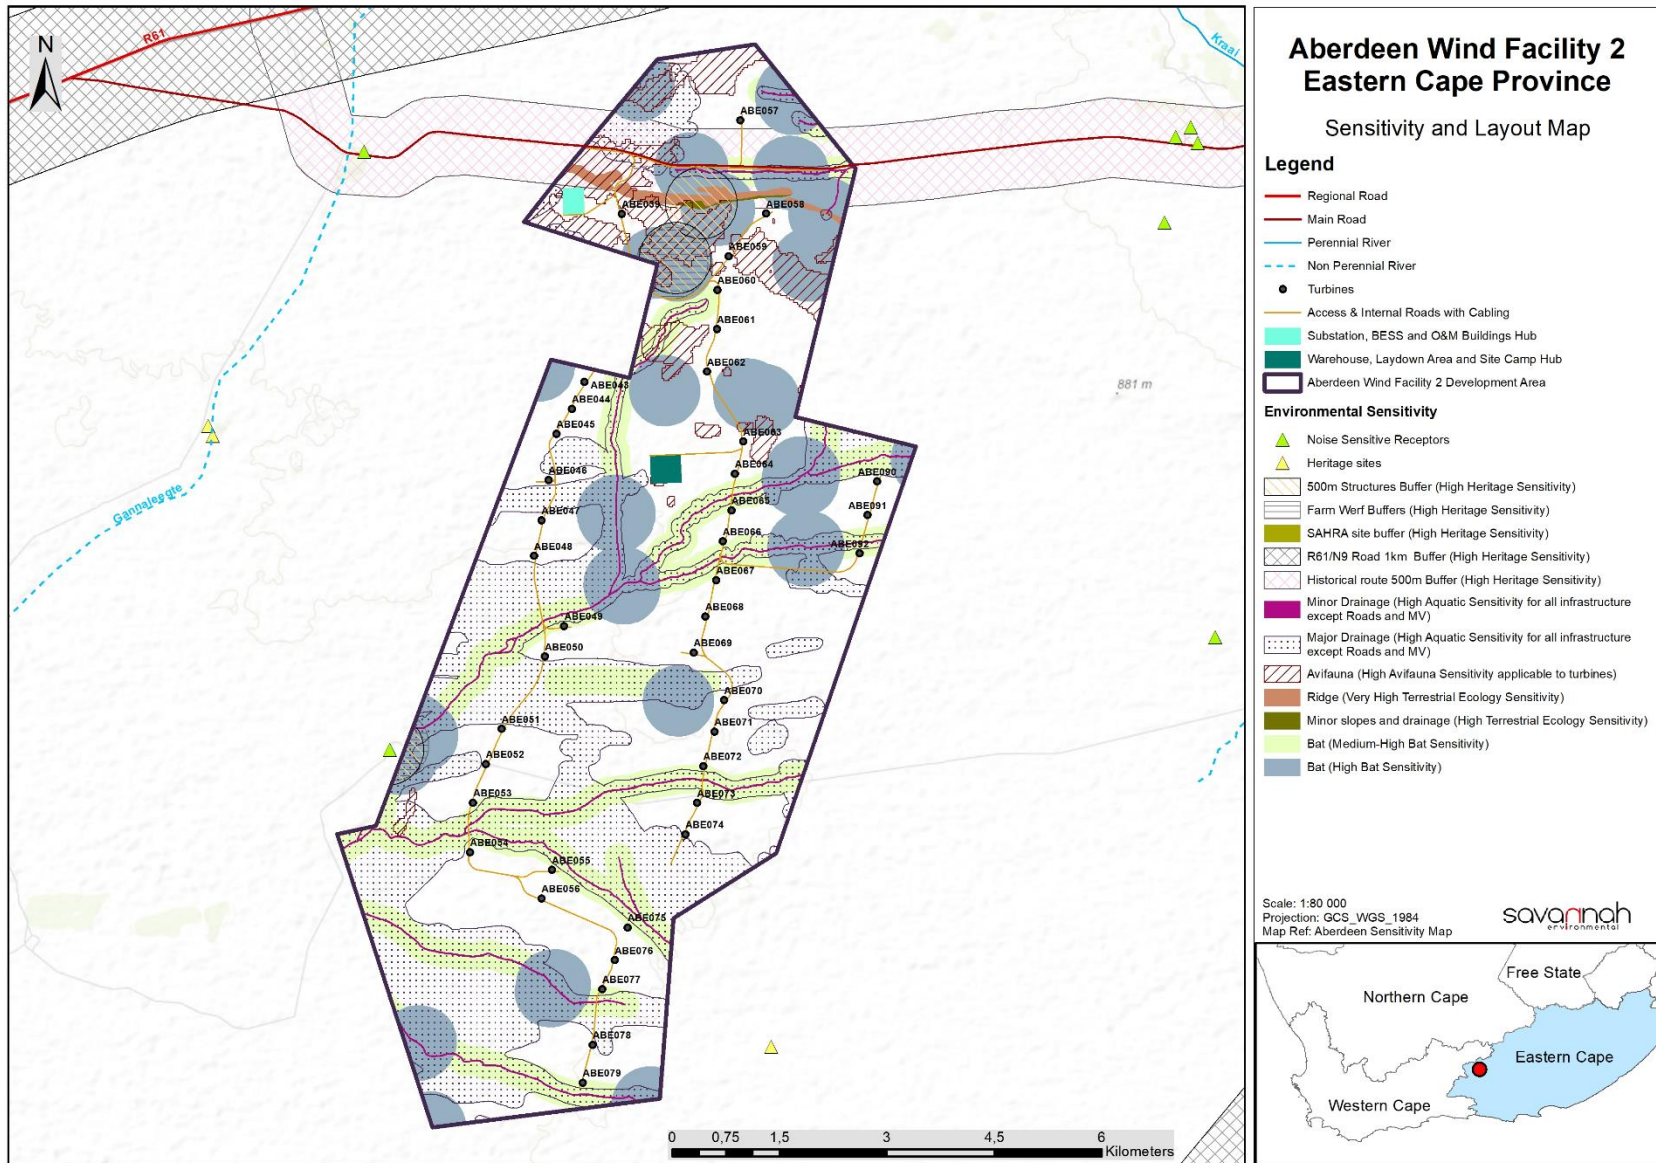 R61
Kraai
N
ABE057
ABE039
ABE058
ABE059
ABE060
ABE061
ABE062
ABE043
ABE044
ABE045
ABE063
ABE046
ABE064
ABE090
ABE065
ABE091
ABE047
ABE066
ABE092
ABE048
ABE067
ABE068
ABE049
ABE069
ABE050
ABE070
ABE051
ABE071
ABE052
ABE072
ABE053
ABE073
ABE074
ABE054
ABE055
ABE056
ABE075
ABE076
ABE077
ABE078
ABE079
881 m
Gannaleegte
0 0,75 1,5 3 4,5 6
Kilometers
Aberdeen Wind Facility 2
Eastern Cape Province
Sensitivity and Layout Map
Legend
Regional Road
Main Road
Perennial River
Non Perennial River
Turbines
Access & Internal Roads with Cabling
Substation, BESS and O&M Buildings Hub
Warehouse, Laydown Area and Site Camp Hub
Aberdeen Wind Facility 2 Development Area
Environmental Sensitivity
Noise Sensitive Receptors
Heritage sites
500m Structures Buffer (High Heritage Sensitivity)
Farm Werf Buffers (High Heritage Sensitivity)
SAHRA site buffer (High Heritage Sensitivity)
R61/N9 Road 1km Buffer (High Heritage Sensitivity)
Historical route 500m Buffer (High Heritage Sensitivity)
Minor Drainage (High Aquatic Sensitivity for all infrastructure
except Roads and MV)
Major Drainage (High Aquatic Sensitivity for all infrastructure
except Roads and MV)
Avifauna (High Avifauna Sensitivity applicable to turbines)
Ridge (Very High Terrestrial Ecology Sensitivity)
Minor slopes and drainage (High Terrestrial Ecology Sensitivity)
Bat (Medium-High Bat Sensitivity)
Bat (High Bat Sensitivity)
Scale: 1:80 000
Projection: GCS_WGS_1984
Map Ref: Aberdeen Sensitivity Map
savannah
environmental
Free State
Northern Cape
Eastern Cape
Western Cape